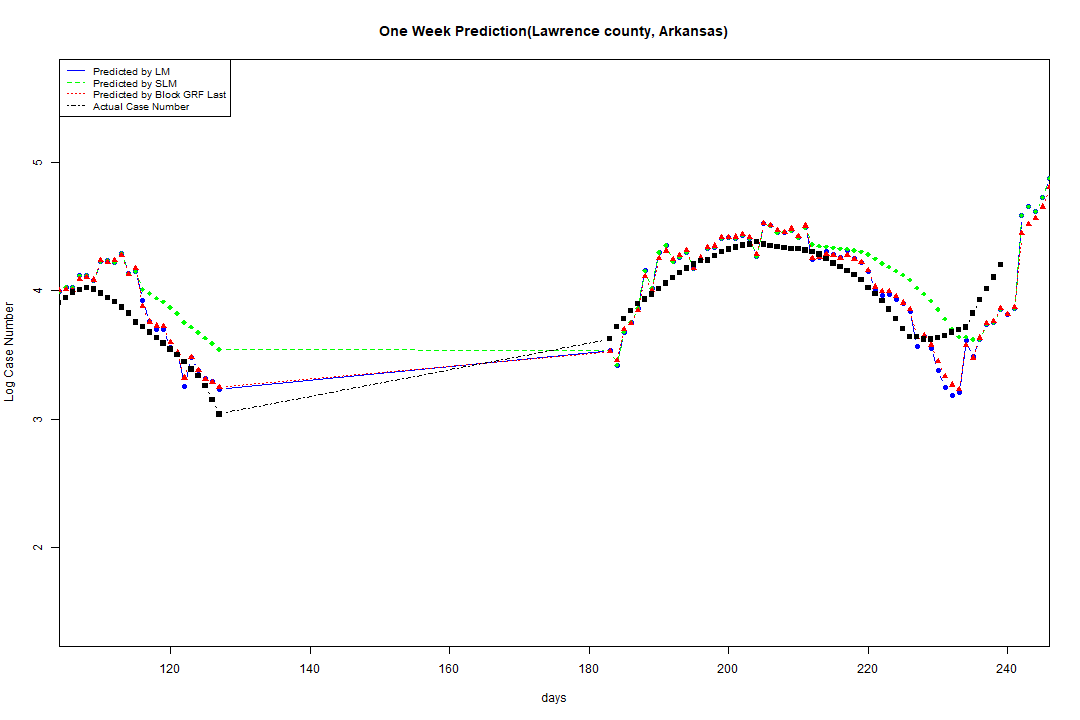 One Week Prediction(Lawrence county, Arkansas)
Predicted by LM
Predicted by SLM
Predicted by Block GRF Last
Actual Case Number
5
4
3
2
Log Case Number
120 140 160 180 200 220 240
days